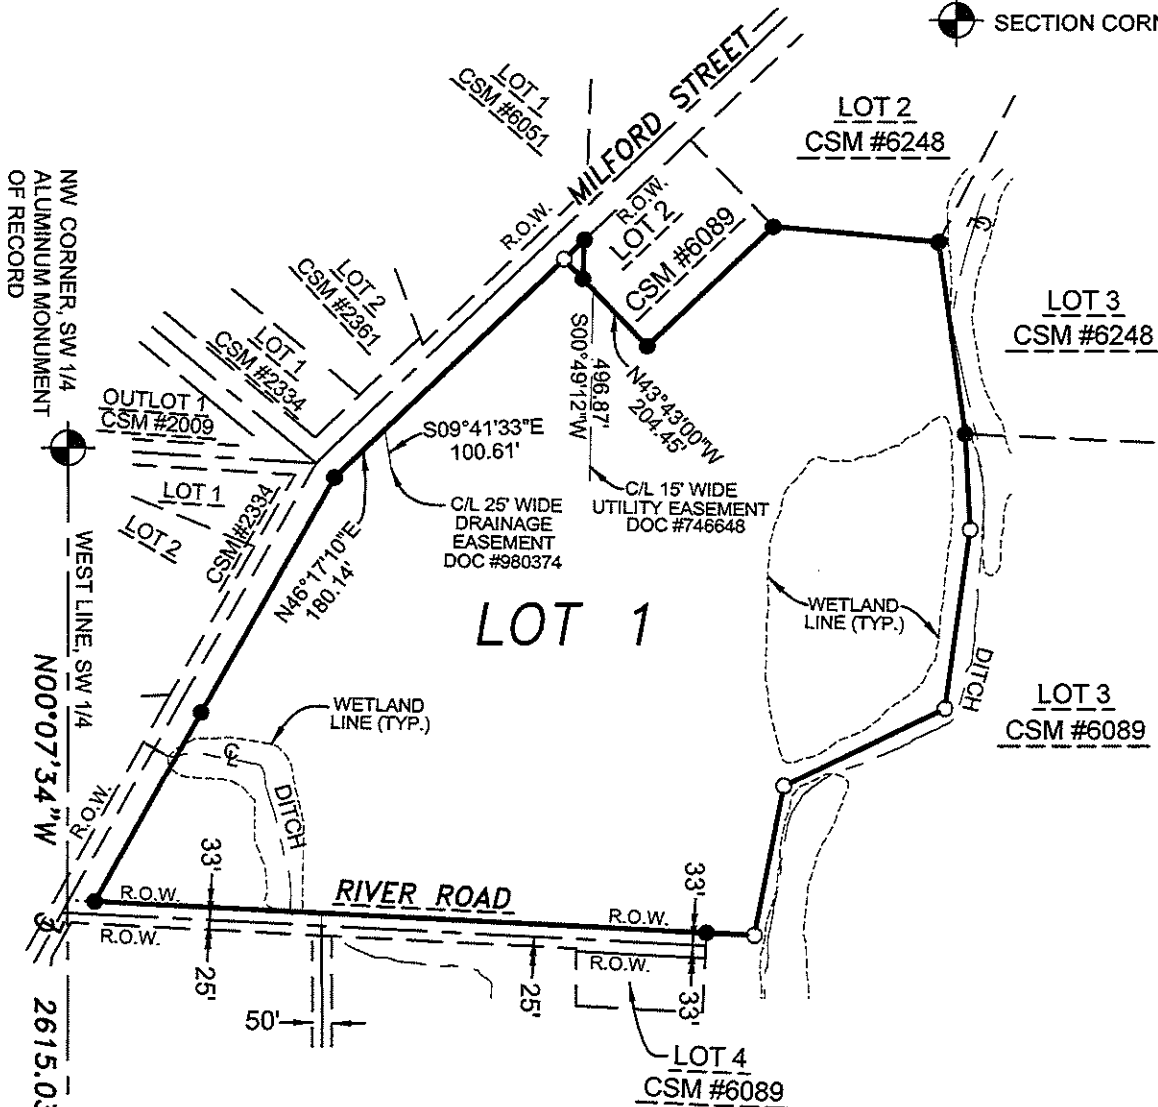 SECTION CORN
MILFORD STREET
LOT 1
CSM #6051
LOT 2
CSM #6248
R.O.W.
R.O.W.
LOT 2
CSM #6089
℄
NW CORNER, SW 1/4
ALUMINUM MONUMENT
OF RECORD
LOT 2
CSM #2361
LOT 1
CSM #2334
LOT 3
CSM #6248
OUTLOT 1
CSM #2009
S09°41'33"E
100.61'
496.87'
S00°49'12"W
N43°43'00"W
204.45'
LOT 1
LOT 2
CSM #2334
C/L 25' WIDE
DRAINAGE
EASEMENT
DOC #980374
C/L 15' WIDE
UTILITY EASEMENT
DOC #746648
N46°17'10"E
180.14'
LOT 1
WETLAND
LINE (TYP.)
DITCH
WEST LINE, SW 1/4
N00°07'34"W
WETLAND
LINE (TYP.)
LOT 3
CSM #6089
℄
DITCH
R.O.W.
33'
33'
R.O.W.
RIVER ROAD
R.O.W.
℄
R.O.W.
R.O.W.
25'
25'
33'
50'
2615.03
LOT 4
CSM #6089